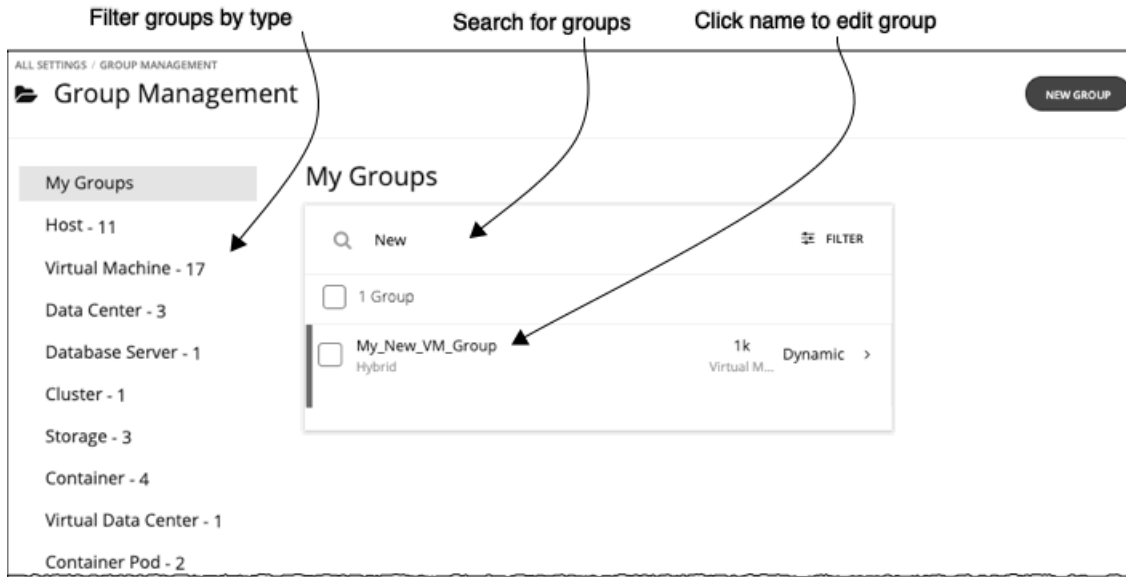 Filter groups by type
Search for groups
Click name to edit group
ALL SETTINGS / GROUP MANAGEMENT
Group Management
NEW GROUP
My Groups
Host - 11
Virtual Machine - 17
Data Center - 3
Database Server - 1
Cluster - 1
Storage - 3
Container - 4
Virtual Data Center - 1
Container Pod - 2
My Groups
New
FILTER
1 Group
My_New_VM_Group
Hybrid
1k
Virtual M...
Dynamic >